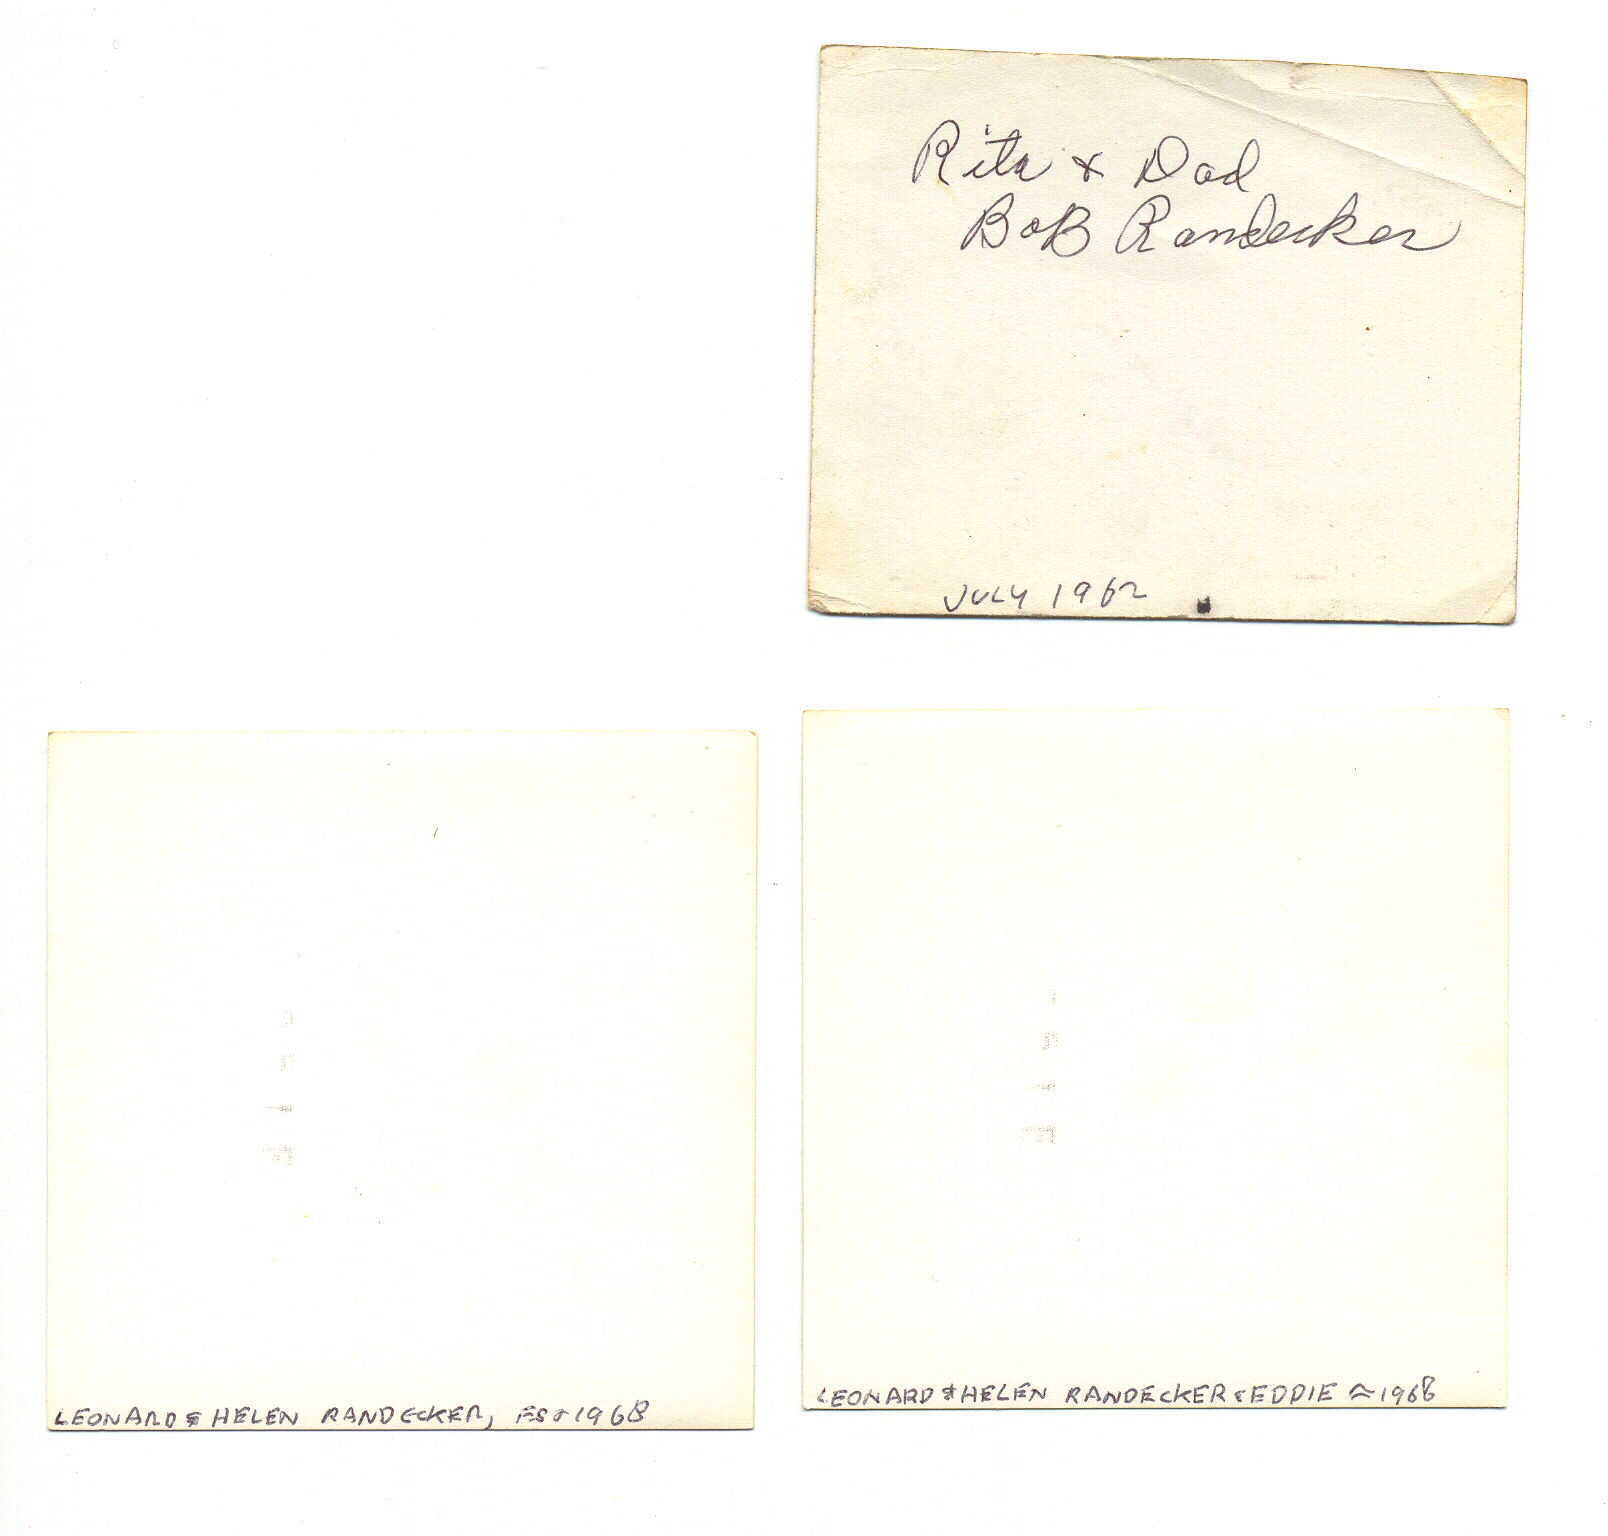 Rita & Dad
BoB Randecker
JULY 1962
LEONARD & HELEN RANDECKER, EST 1968
LEONARD & HELEN RANDECKER & EDDIE ≈ 1968